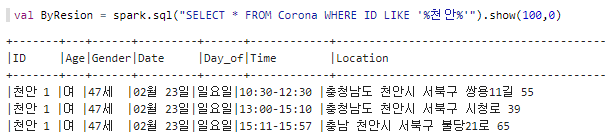 val ByResion = spark.sql("SELECT * FROM Corona WHERE ID LIKE '%천안%'").show(100,0)
+-------+---+------+-------+------+-----------+------------------------------
|ID |Age|Gender|Date |Day_of|Time |Location
+-------+---+------+-------+------+-----------+------------------------------
|천안 1 |여 |47세 |02월 23일|일요일|10:30-12:30 |충청남도 천안시 서북구 쌍용11길 55
|천안 1 |여 |47세 |02월 23일|일요일|13:00-15:10 |충청남도 천안시 서북구 시청로 39
|천안 1 |여 |47세 |02월 23일|일요일|15:11-15:57 |충남 천안시 서북구 불당21로 65